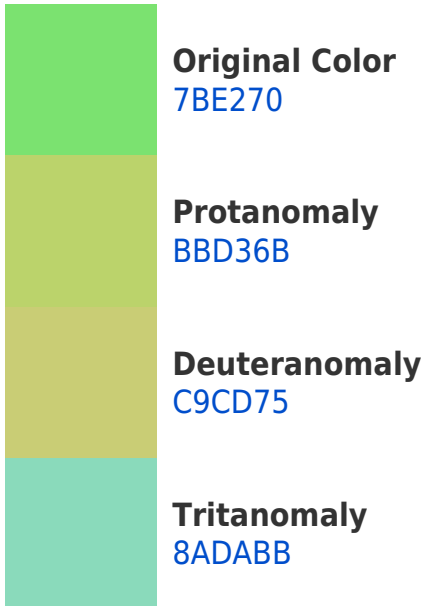 Original Color
7BE270
Protanomaly
BBD36B
Deuteranomaly
C9CD75
Tritanomaly
8ADABB